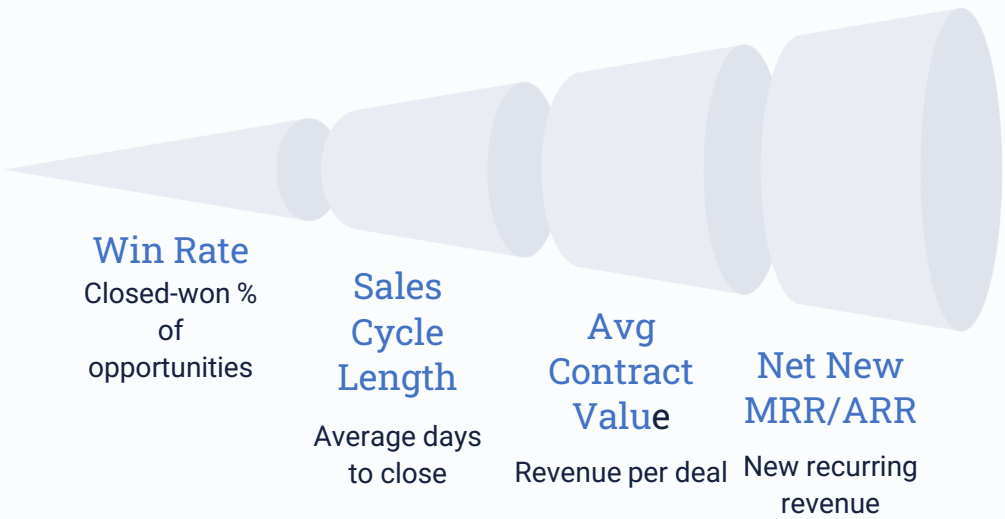 Win Rate
Closed-won %
of
opportunities
Sales
Cycle
Length
Average days
to close
Avg
Contract
Value
Revenue per deal
Net New
MRR/ARR
New recurring
revenue